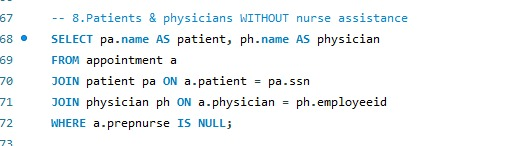 67 -- 8.Patients & physicians WITHOUT nurse assistance
68 SELECT pa.name AS patient, ph.name AS physician
69 FROM appointment a
70 JOIN patient pa ON a.patient = pa.ssn
71 JOIN physician ph ON a.physician = ph.employeeid
72 WHERE a.prepnurse IS NULL;
73